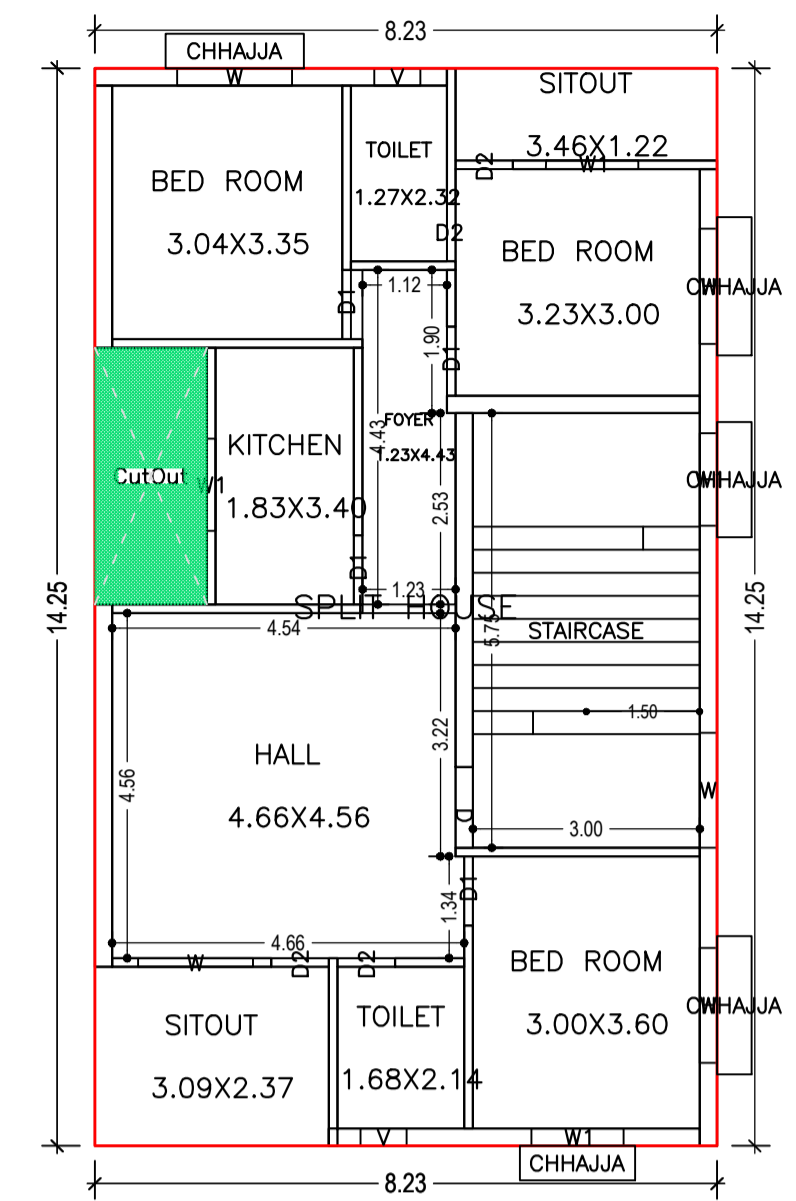 8.23
CHHAJJA
W
V
SITOUT
3.46X1.22
W1
D2
TOILET
1.27X2.32
D2
BED ROOM
3.04X3.35
BED ROOM
3.23X3.00
CHHAJJA
W
D1
1.12
1.90
D1
FOYER
1.23X4.43
4.43
KITCHEN
1.83X3.40
CutOut
W1
2.53
CHHAJJA
D1
1.23
SPLIT HOUSE
4.54
5.75
STAIRCASE
14.25
14.25
1.50
HALL
4.66X4.56
4.56
3.22
W
D
3.00
D1
1.34
4.66
W
D2
D2
BED ROOM
3.00X3.60
CHHAJJA
W
SITOUT
3.09X2.37
TOILET
1.68X2.14
V
W1
CHHAJJA
8.23